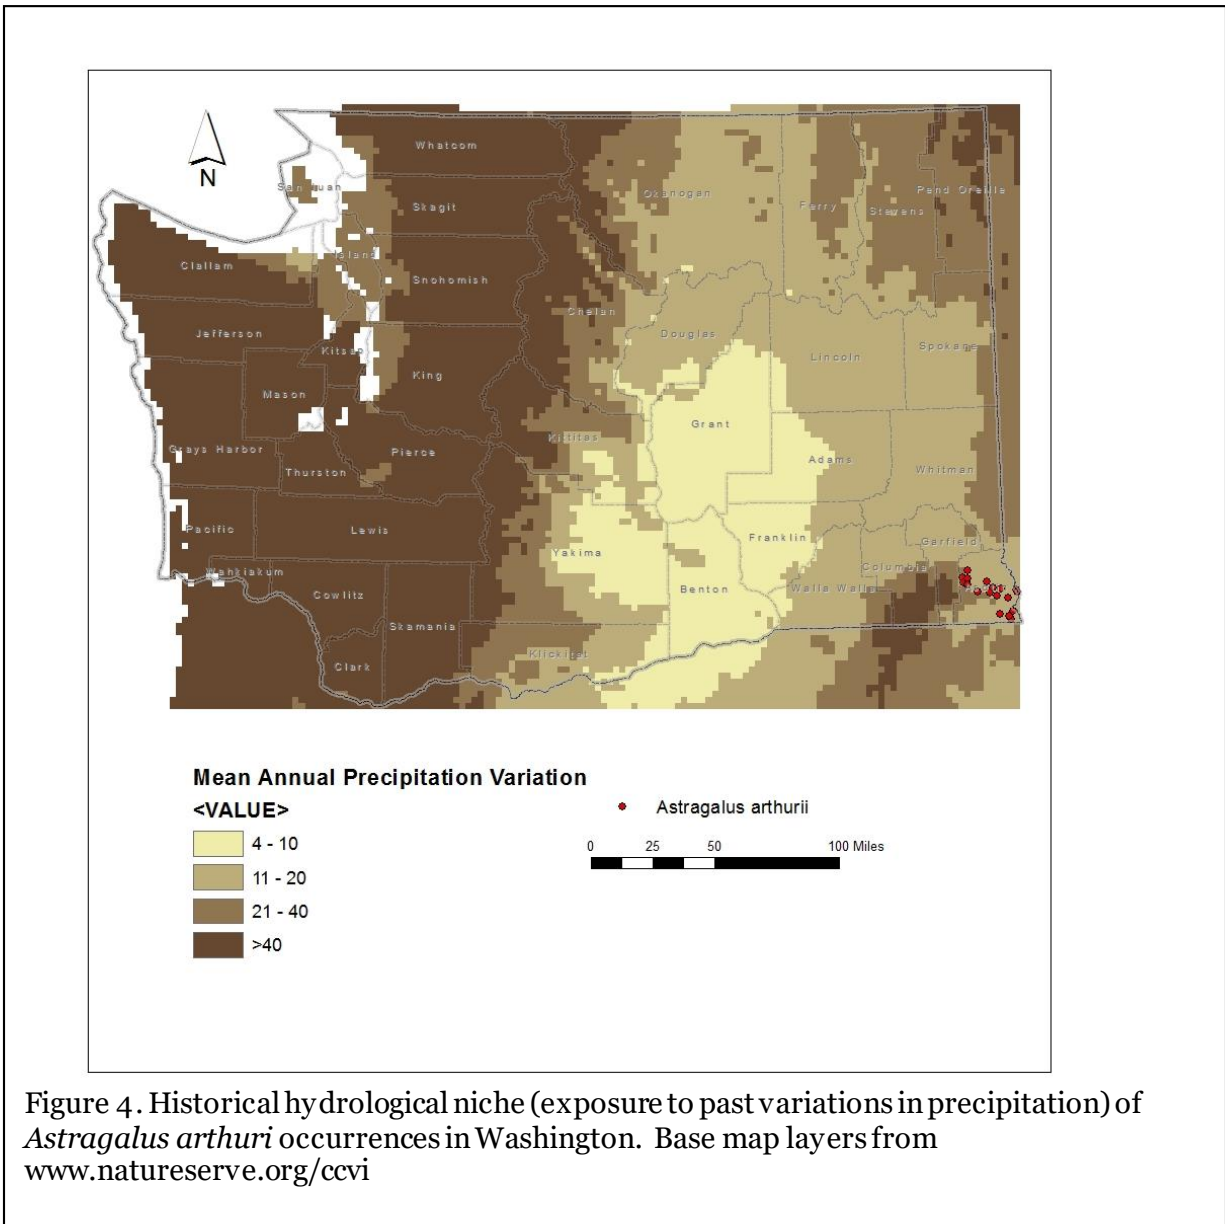 N
Whatcom
San Juan
Skagit
Okanogan
Ferry
Stevens
Pend Oreille
Island
Clallam
Snohomish
Chelan
Jefferson
Kitsap
Douglas
Lincoln
Spokane
King
Mason
Grant
Kittitas
Grays Harbor
Pierce
Thurston
Adams
Whitman
Pacific
Lewis
Yakima
Franklin
Garfield
Wahkiakum
Columbia
Cowlitz
Benton
Walla Walla
Skamania
Klickitat
Clark
Mean Annual Precipitation Variation
<VALUE>
4 - 10
11 - 20
21 - 40
>40
Astragalus arthurii
0 25 50 100 Miles
Figure 4. Historical hydrological niche (exposure to past variations in precipitation) of
Astragalus arthuri occurrences in Washington. Base map layers from
www.natureserve.org/ccvi